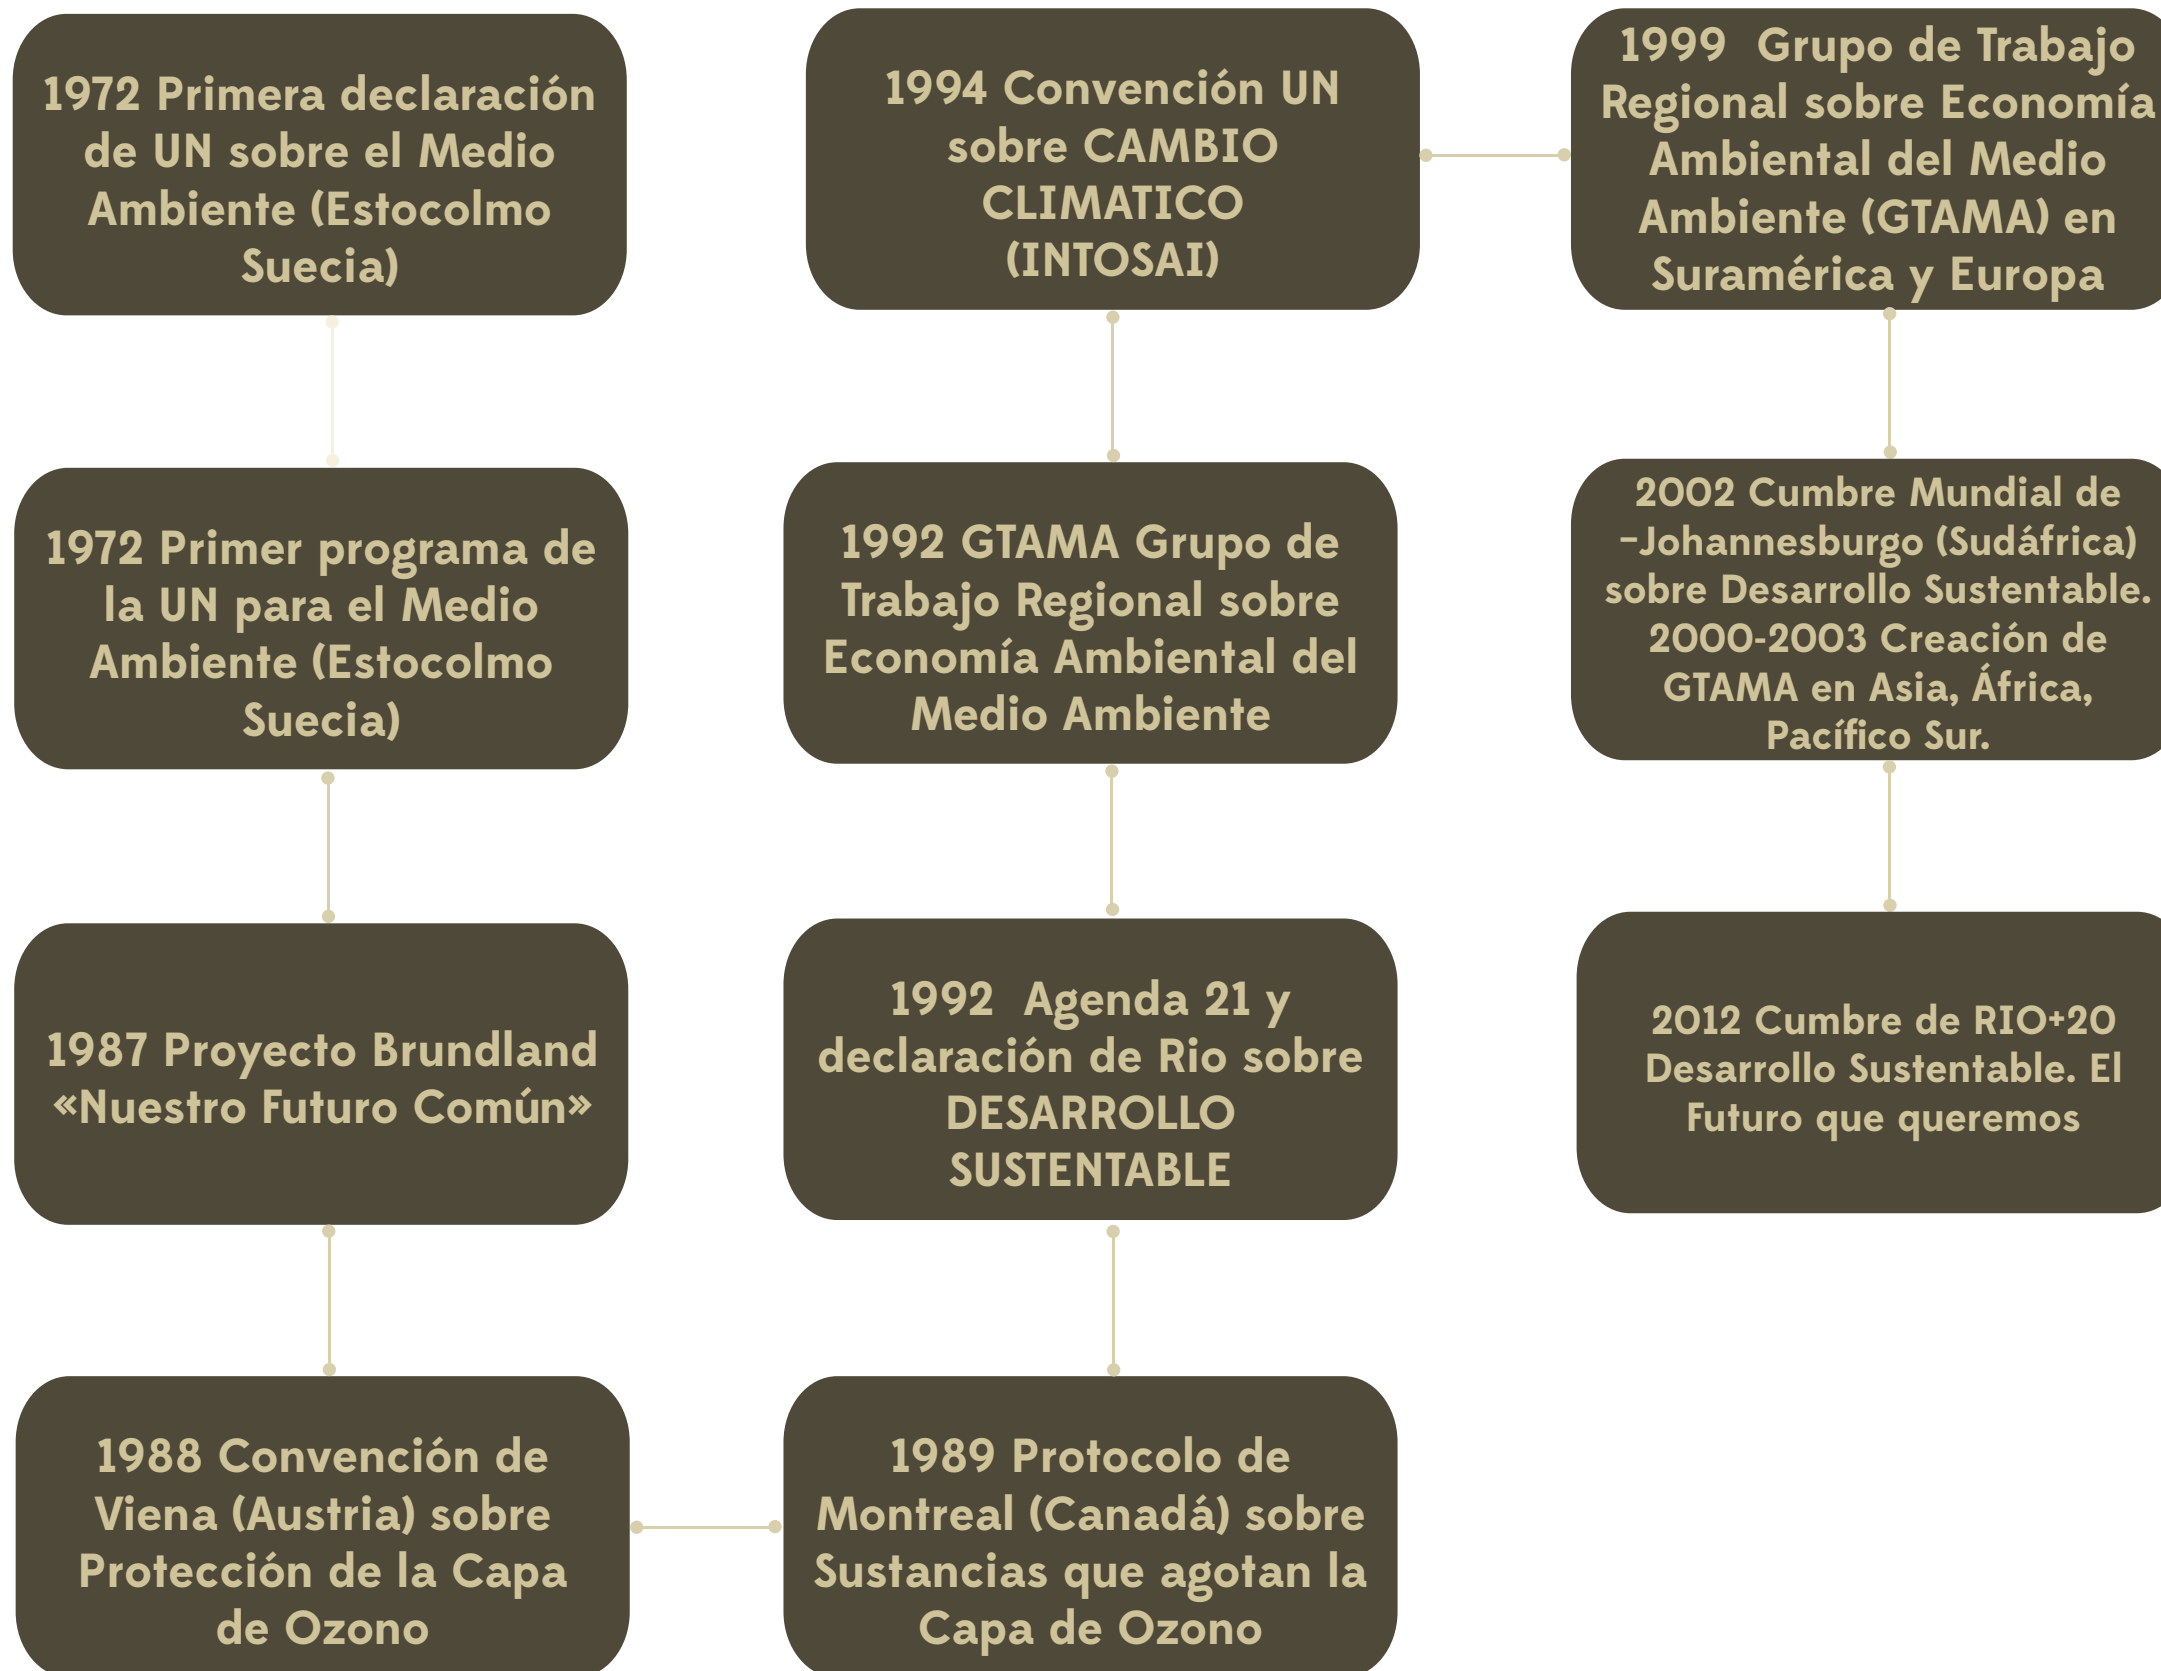 1972 Primera declaración
de UN sobre el Medio
Ambiente (Estocolmo
Suecia)
1972 Primer programa de
la UN para el Medio
Ambiente (Estocolmo
Suecia)
1987 Proyecto Brundland
«Nuestro Futuro Común»
1988 Convención de
Viena (Austria) sobre
Protección de la Capa
de Ozono
1989 Protocolo de
Montreal (Canadá) sobre
Sustancias que agotan la
Capa de Ozono
1992 Agenda 21 y
declaración de Rio sobre
DESARROLLO
SUSTENTABLE
1992 GTAMA Grupo de
Trabajo Regional sobre
Economía Ambiental del
Medio Ambiente
1994 Convención UN
sobre CAMBIO
CLIMATICO
(INTOSAI)
1999 Grupo de Trabajo
Regional sobre Economía
Ambiental del Medio
Ambiente (GTAMA) en
Suramérica y Europa
2002 Cumbre Mundial de
–Johannesburgo (Sudáfrica)
sobre Desarrollo Sustentable.
2000-2003 Creación de
GTAMA en Asia, África,
Pacífico Sur.
2012 Cumbre de RIO+20
Desarrollo Sustentable. El
Futuro que queremos